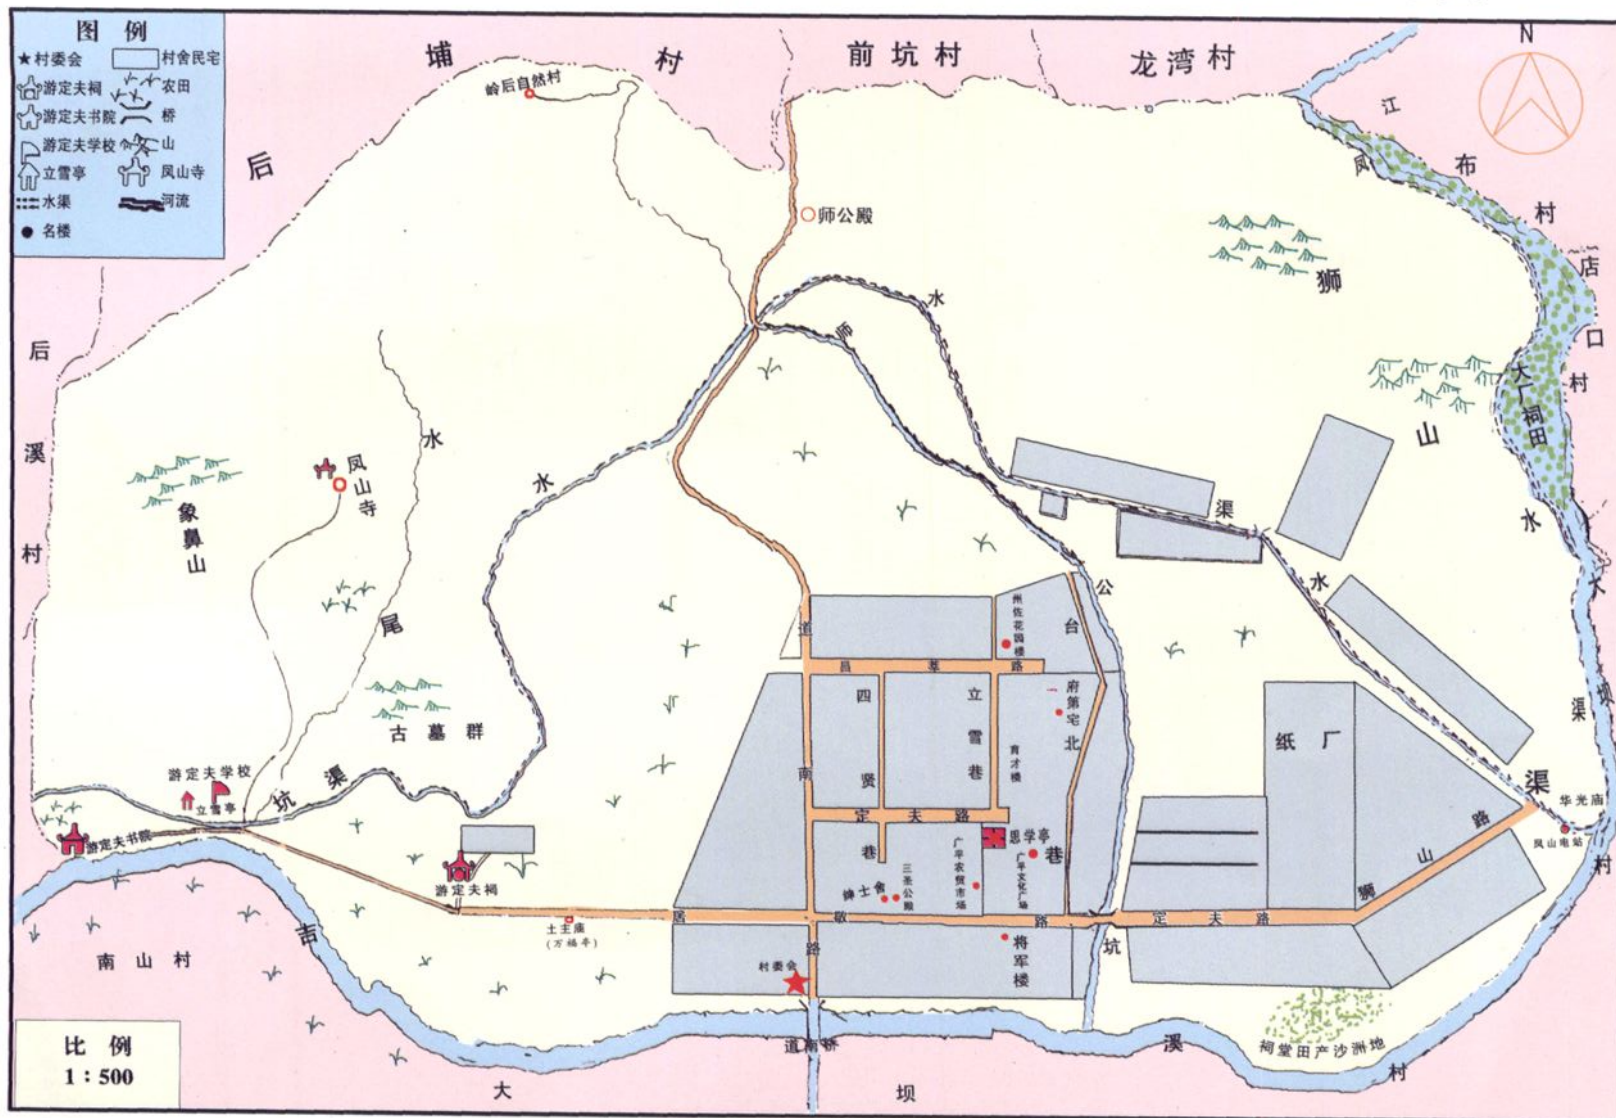 图 例
★村委会
村舍民宅
游定夫祠
农田
游定夫书院
桥
游定夫学校
山
立雪亭
凤山寺
水渠
河流
名楼
后
埔
村
前坑村
龙湾村
N
岭后自然村
江
布
村
凤
店
口
村
师公殿
狮
山
大厂祠田
后
溪
村
水
师
水
水
水
渠
凤山寺
象鼻山
水
大
坝
公
水
渠
尾
坑
渠
古墓群
游定夫学校
立雪亭
游定夫书院
游定夫祠
州佐花园楼
台
道
昌
路
四
贤
巷
立雪巷
府第宅
北
巷
南
育才楼
纸厂
渠
华光庙
凤山电站
村
定夫路
思学亭
广平农贸市场
广平文化广场
三圣公殿
绅士舍
狮
山
路
居
敬
路
定夫路
土主庙
(万福亭)
路
坑
将军楼
村委会
南山村
吉
溪
道南桥
祠堂田产沙洲地
大
坝
村
比 例
1：500